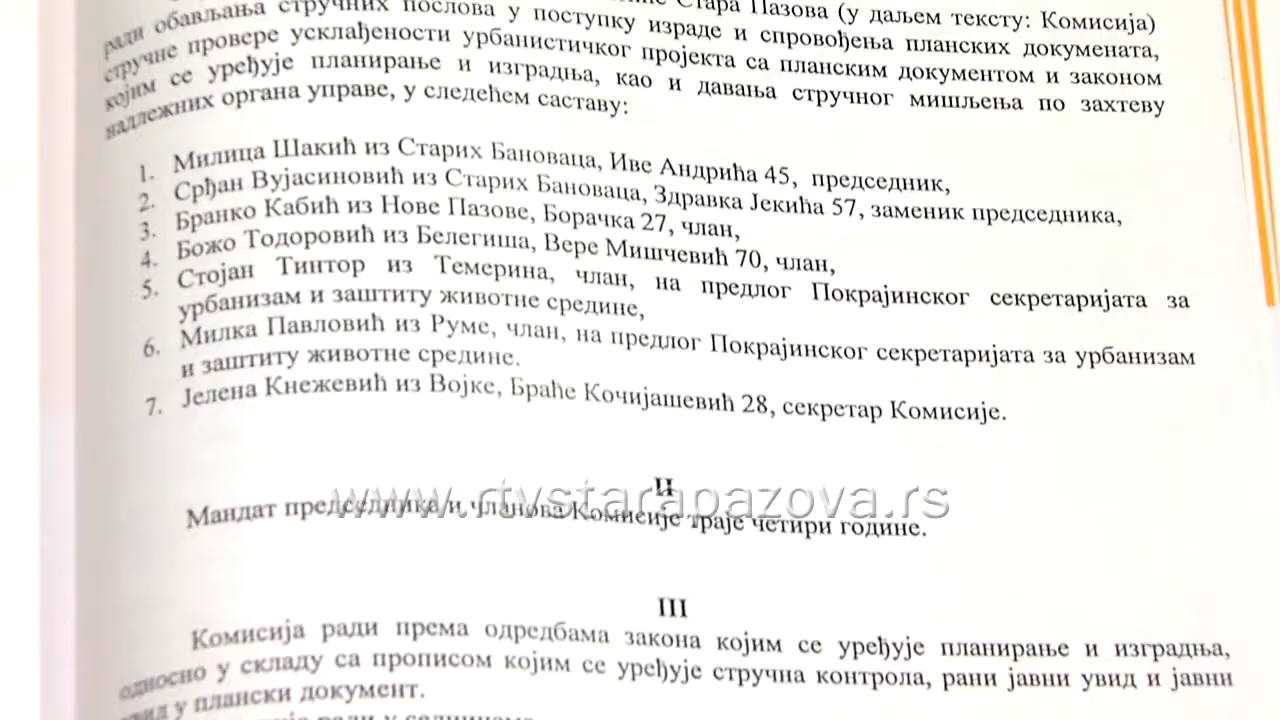 Стара Пазова (у даљем тексту: Комисија)
ради обављања стручних послова у поступку израде и спровођења планских докумената,
стручне провере усклађености урбанистичког пројекта са планским документом и законом
којим се уређује планирање и изградња, као и давања стручног мишљења по захтеву
надлежних органа управе, у следећем саставу:
1. Милица Шакић из Старих Бановаца, Иве Андрића 45, председник,
2. Срђан Вујасиновић из Старих Бановаца, Здравка Јекића 57, заменик председника,
3. Бранко Кабић из Нове Пазове, Борачка 27, члан,
4. Божо Тодоровић из Белегиша, Вере Мишчевић 70, члан,
5. Стојан Тинтор из Темерина, члан, на предлог Покрајинског секретаријата за
урбанизам и заштиту животне средине,
6. Милка Павловић из Руме, члан, на предлог Покрајинског секретаријата за урбанизам
и заштиту животне средине.
7. Јелена Кнежевић из Војке, Браће Кочијашевић 28, секретар Комисије.
II
www.rtvstarapazova.rs
Мандат председника и чланова Комисије траје четири године.
III
Комисија ради према одредбама закона којим се уређује планирање и изградња,
односно у складу са прописом којим се уређује стручна контрола, рани јавни увид и јавни
увид у плански документ.
ради у седницама